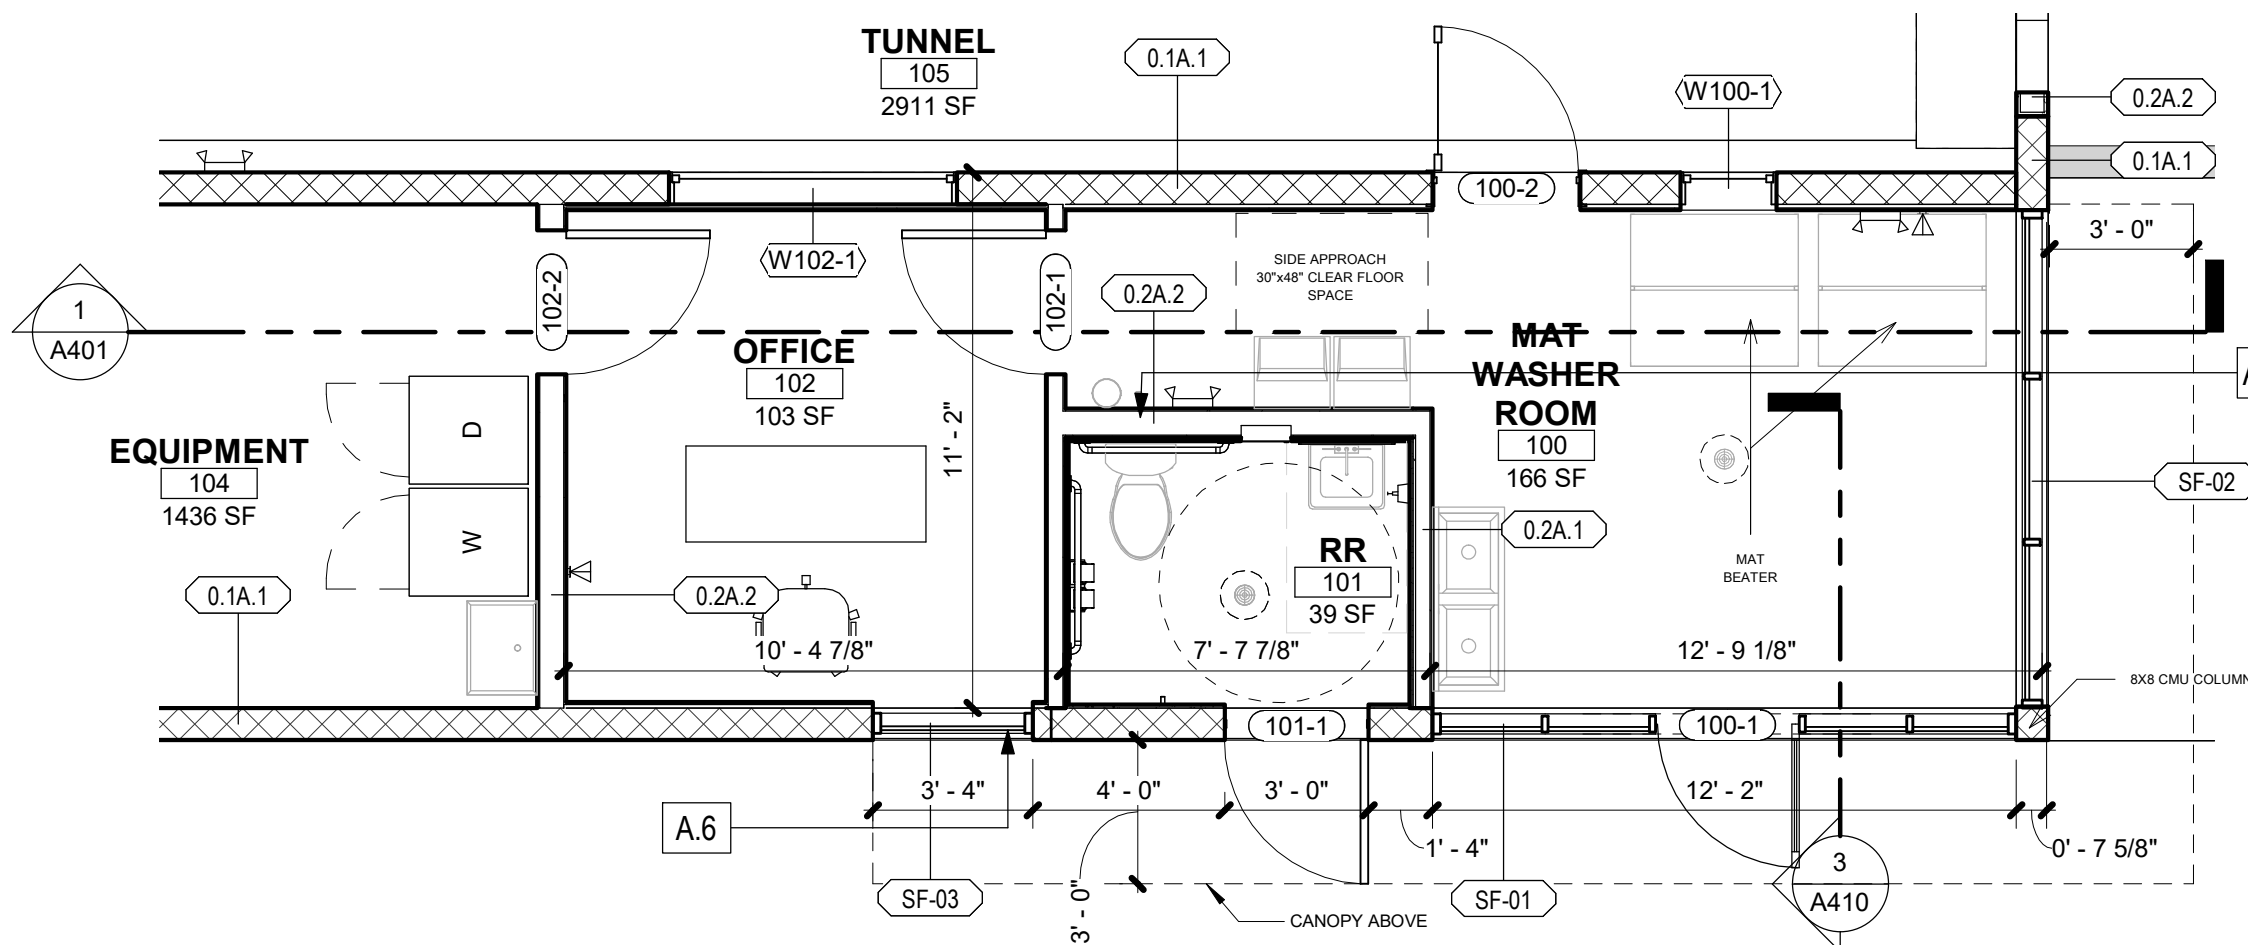 TUNNEL
105
2911 SF
0.1A.1
W100-1
0.2A.2
0.1A.1
100-2
3' - 0"
W102-1
SIDE APPROACH
30"x48" CLEAR FLOOR
SPACE
102-2
102-1
0.2A.2
1
A401
OFFICE
102
103 SF
MAT
WASHER
ROOM
100
166 SF
11' - 2"
D
W
EQUIPMENT
104
1436 SF
SF-02
0.2A.1
RR
101
39 SF
MAT
BEATER
0.1A.1
0.2A.2
10' - 4 7/8"
7' - 7 7/8"
12' - 9 1/8"
8X8 CMU COLUMN
101-1
100-1
3' - 4"
4' - 0"
3' - 0"
12' - 2"
A.6
1' - 4"
0' - 7 5/8"
3
A410
SF-03
SF-01
3' - 0"
CANOPY ABOVE